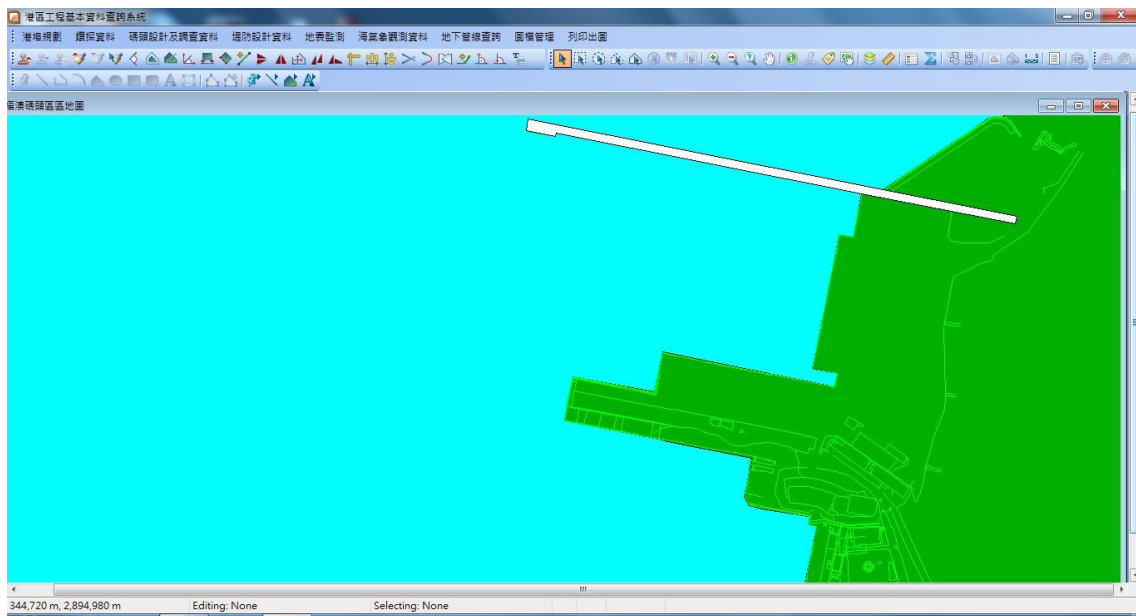 港區工程基本資料查詢系統
港埠規劃 鑽探資料 碼頭設計及調查資料 堤防設計資料 地表監測 海氣象觀測資料 地下管線查詢 圖檔管理 列印出圖
福澳碼頭區區地圖
344,720 m, 2,894,980 m Editing: None Selecting: None